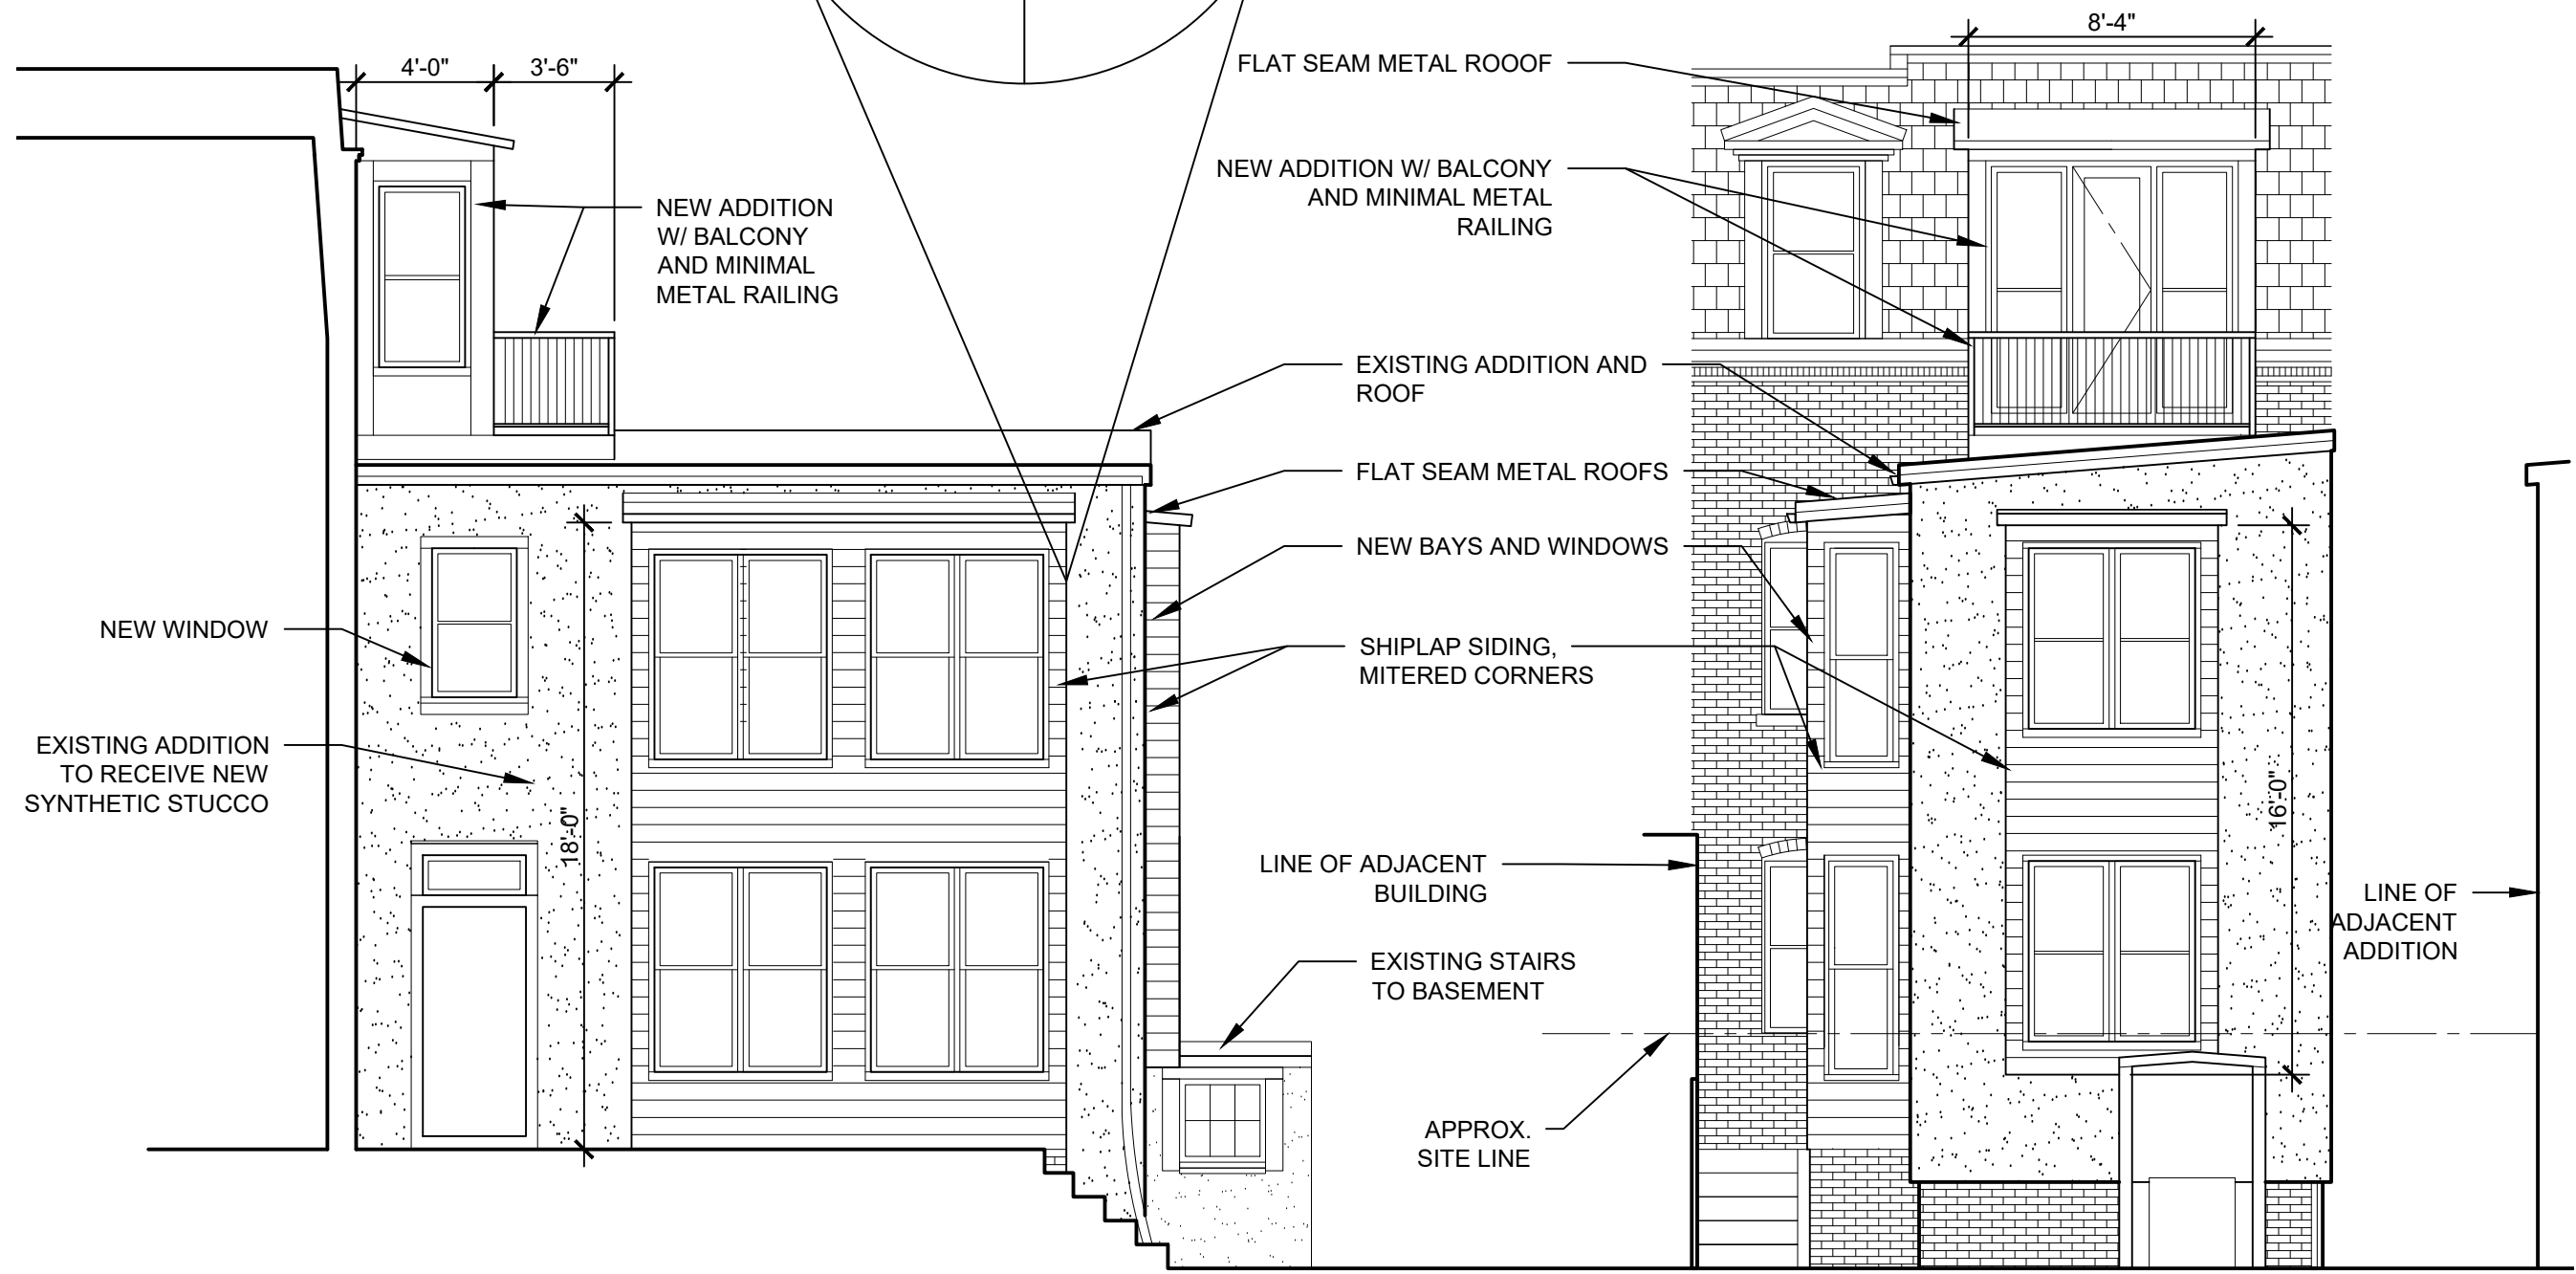 4'-0"
3'-6"
8'-4"
FLAT SEAM METAL ROOOF
NEW ADDITION W/ BALCONY
AND MINIMAL METAL
RAILING
NEW ADDITION
W/ BALCONY
AND MINIMAL
METAL RAILING
EXISTING ADDITION AND
ROOF
FLAT SEAM METAL ROOFS
NEW BAYS AND WINDOWS
NEW WINDOW
SHIPLAP SIDING,
MITERED CORNERS
EXISTING ADDITION
TO RECEIVE NEW
SYNTHETIC STUCCO
18'-0"
16'-0"
LINE OF ADJACENT
BUILDING
LINE OF
ADJACENT
ADDITION
EXISTING STAIRS
TO BASEMENT
APPROX.
SITE LINE